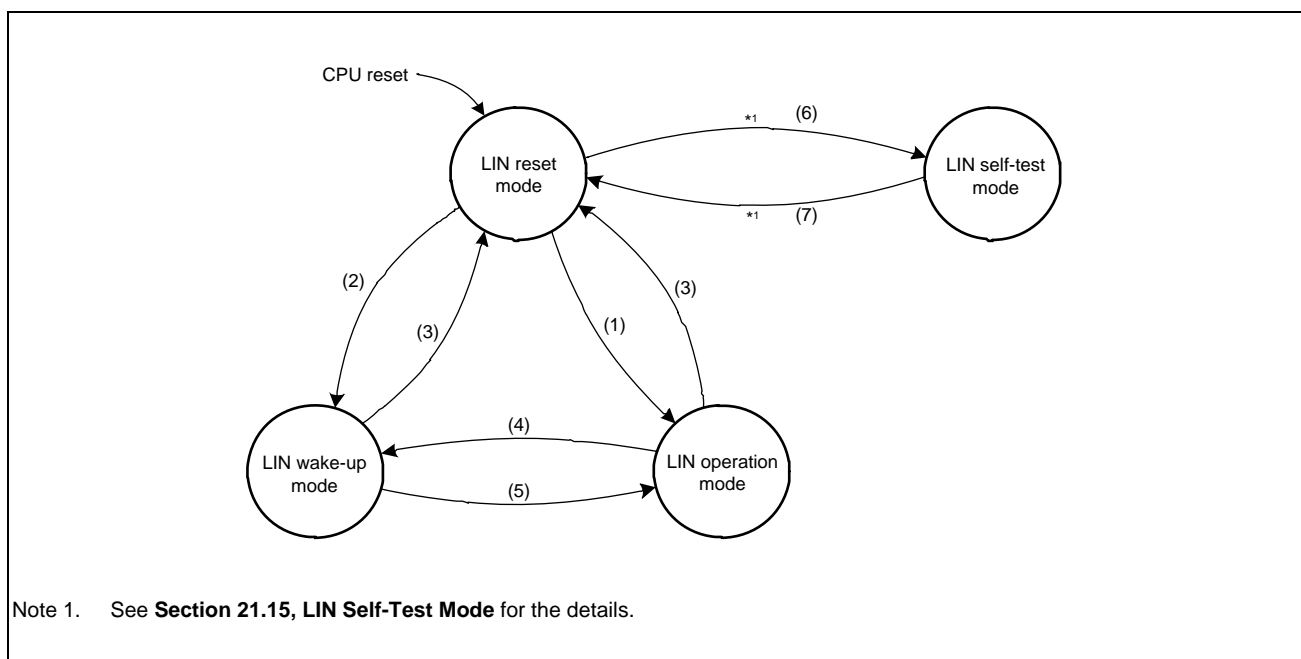 CPU reset
LIN reset
mode
*1
(6)
LIN self-test
mode
*1
(7)
(2)
(3)
(1)
(3)
LIN wake-up
mode
(4)
(5)
LIN operation
mode
Note 1. See Section 21.15, LIN Self-Test Mode for the details.